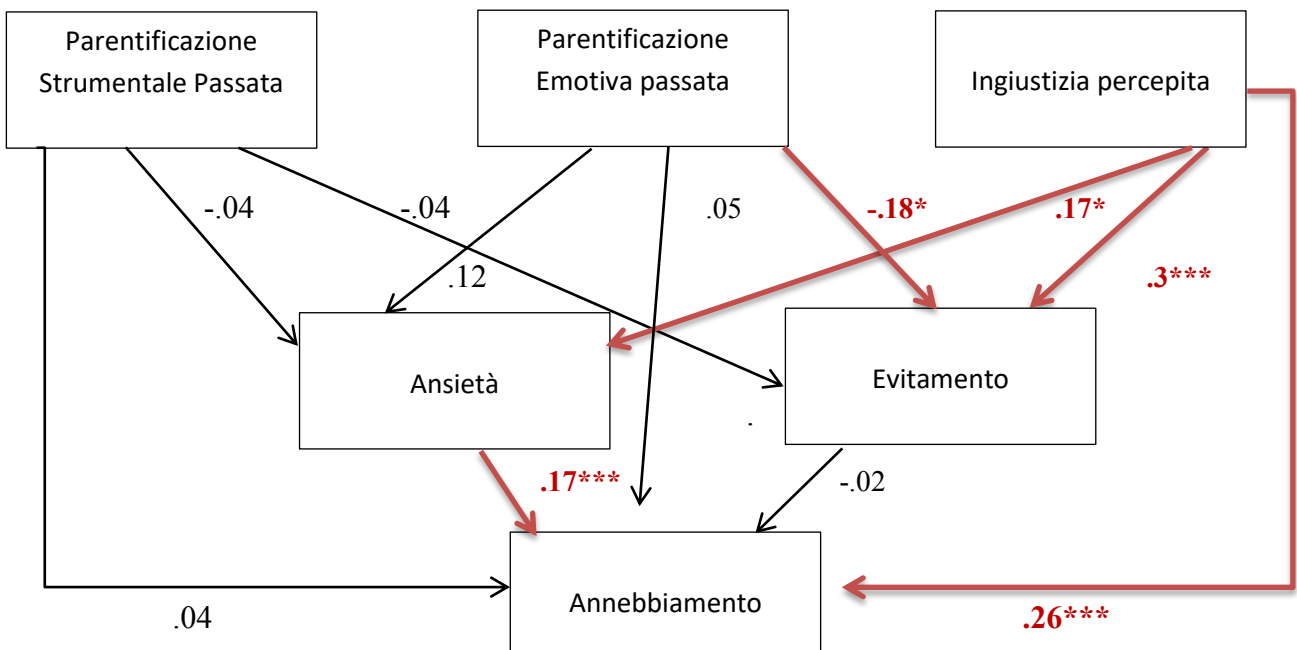 Parentificazione
Strumentale Passata
Parentificazione
Emotiva passata
Ingiustizia percepita
-.04
-.04
.05
-.18*
.17*
.12
.3***
Ansietà
Evitamento
.
.17***
-.02
Annebbiamento
.04
.26***